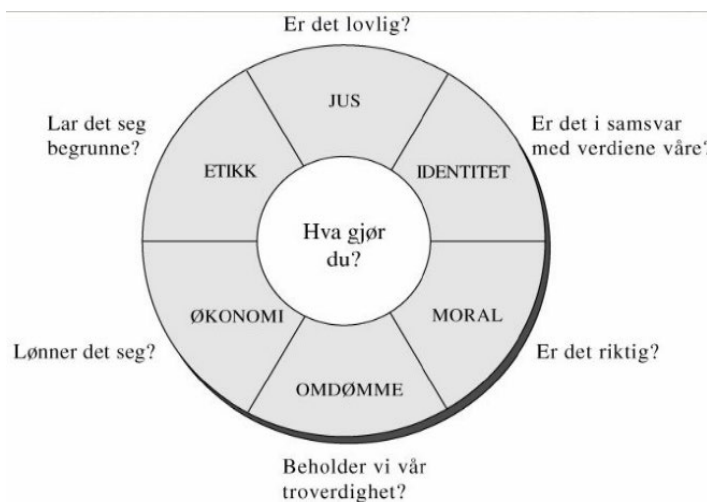 Er det lovlig?
JUS
Lar det seg
begrunne?
ETIKK
IDENTITET
Er det i samsvar
med verdiene våre?
Hva gjør
du?
ØKONOMI
MORAL
Lønner det seg?
Er det riktig?
OMDØMME
Beholder vi vår
troverdighet?